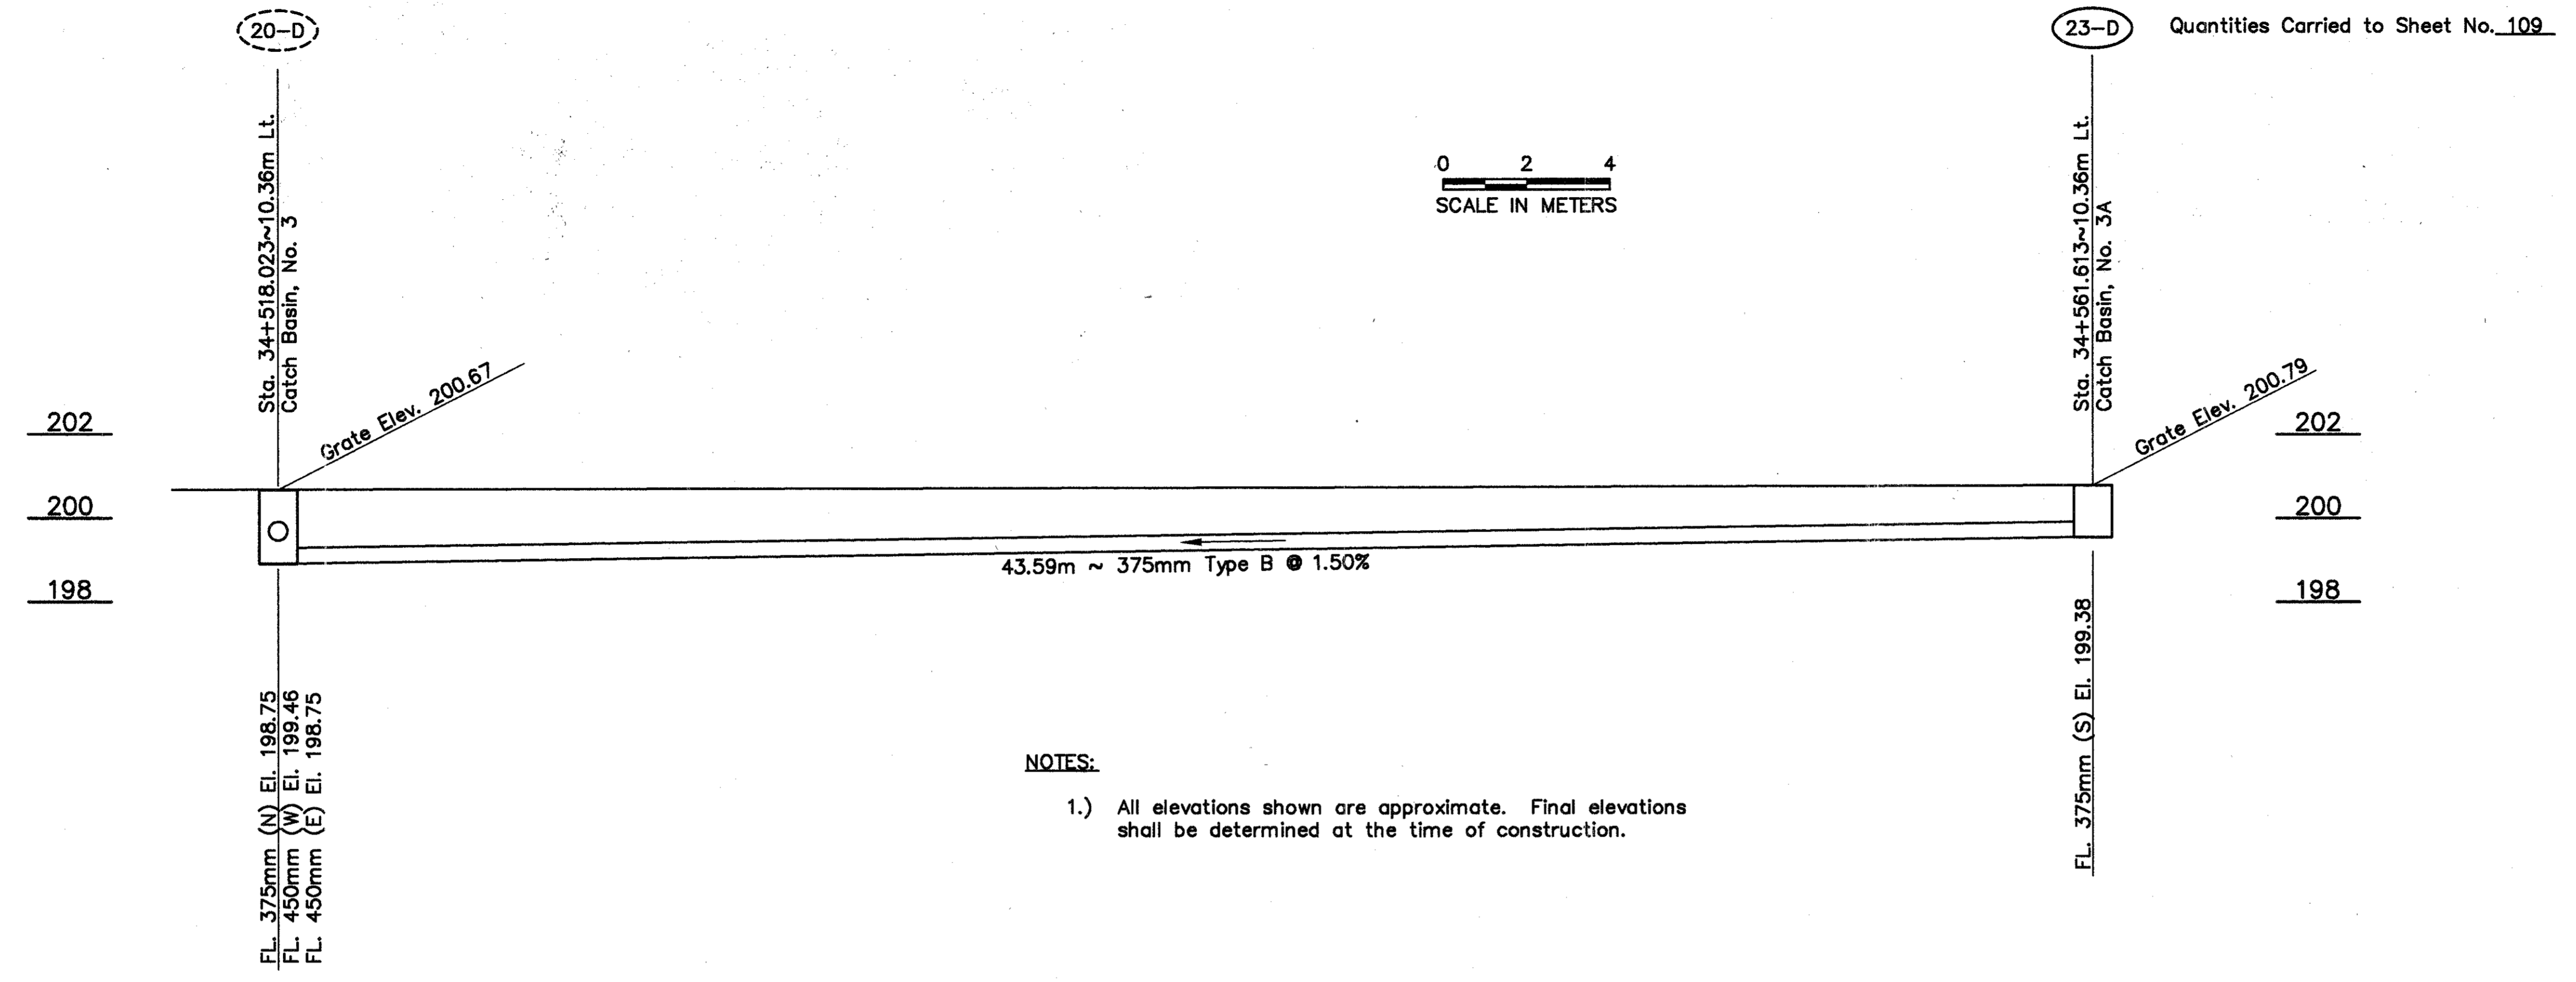 20-D
23-D
Quantities Carried to Sheet No. 109
Sta. 34+518.023~10.36m Lt.
Catch Basin, No. 3
0 2 4
SCALE IN METERS
Sta. 34+561.613~10.36m Lt.
Catch Basin, No. 3A
Grate Elev. 200.67
Grate Elev. 200.79
202
202
200
200
43.59m ~ 375mm Type B @ 1.50%
198
198
FL. 375mm (N) El. 198.75
FL. 450mm (W) El. 199.46
FL. 450mm (E) El. 198.75
FL. 375mm (S) El. 199.38
NOTES:
1.) All elevations shown are approximate. Final elevations
shall be determined at the time of construction.